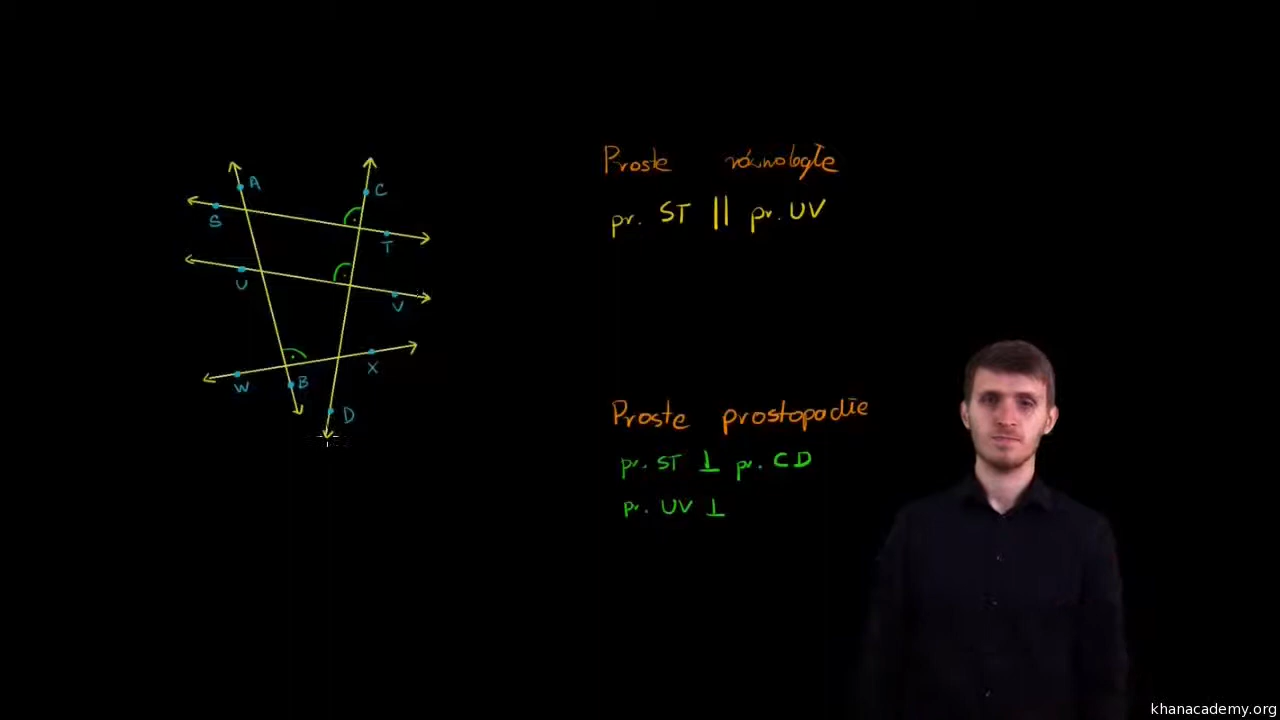 A
C
S
T
U
V
W
B
X
D
Proste równoległe
pr. ST || pr. UV
Proste prostopadłe
pr. ST ⊥ pr. CD
pr. UV ⊥
khanacademy.org